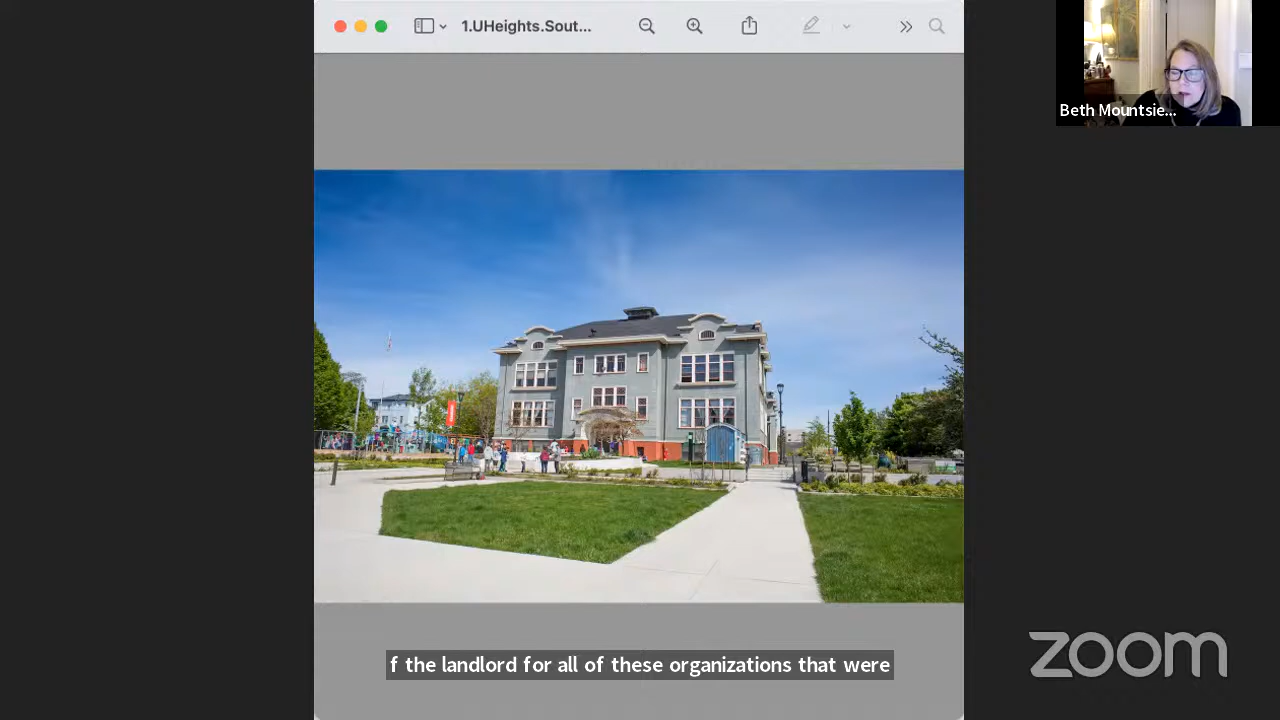 1.UHeights.Sout...
Beth Mountsie...
f the landlord for all of these organizations that were
zoom